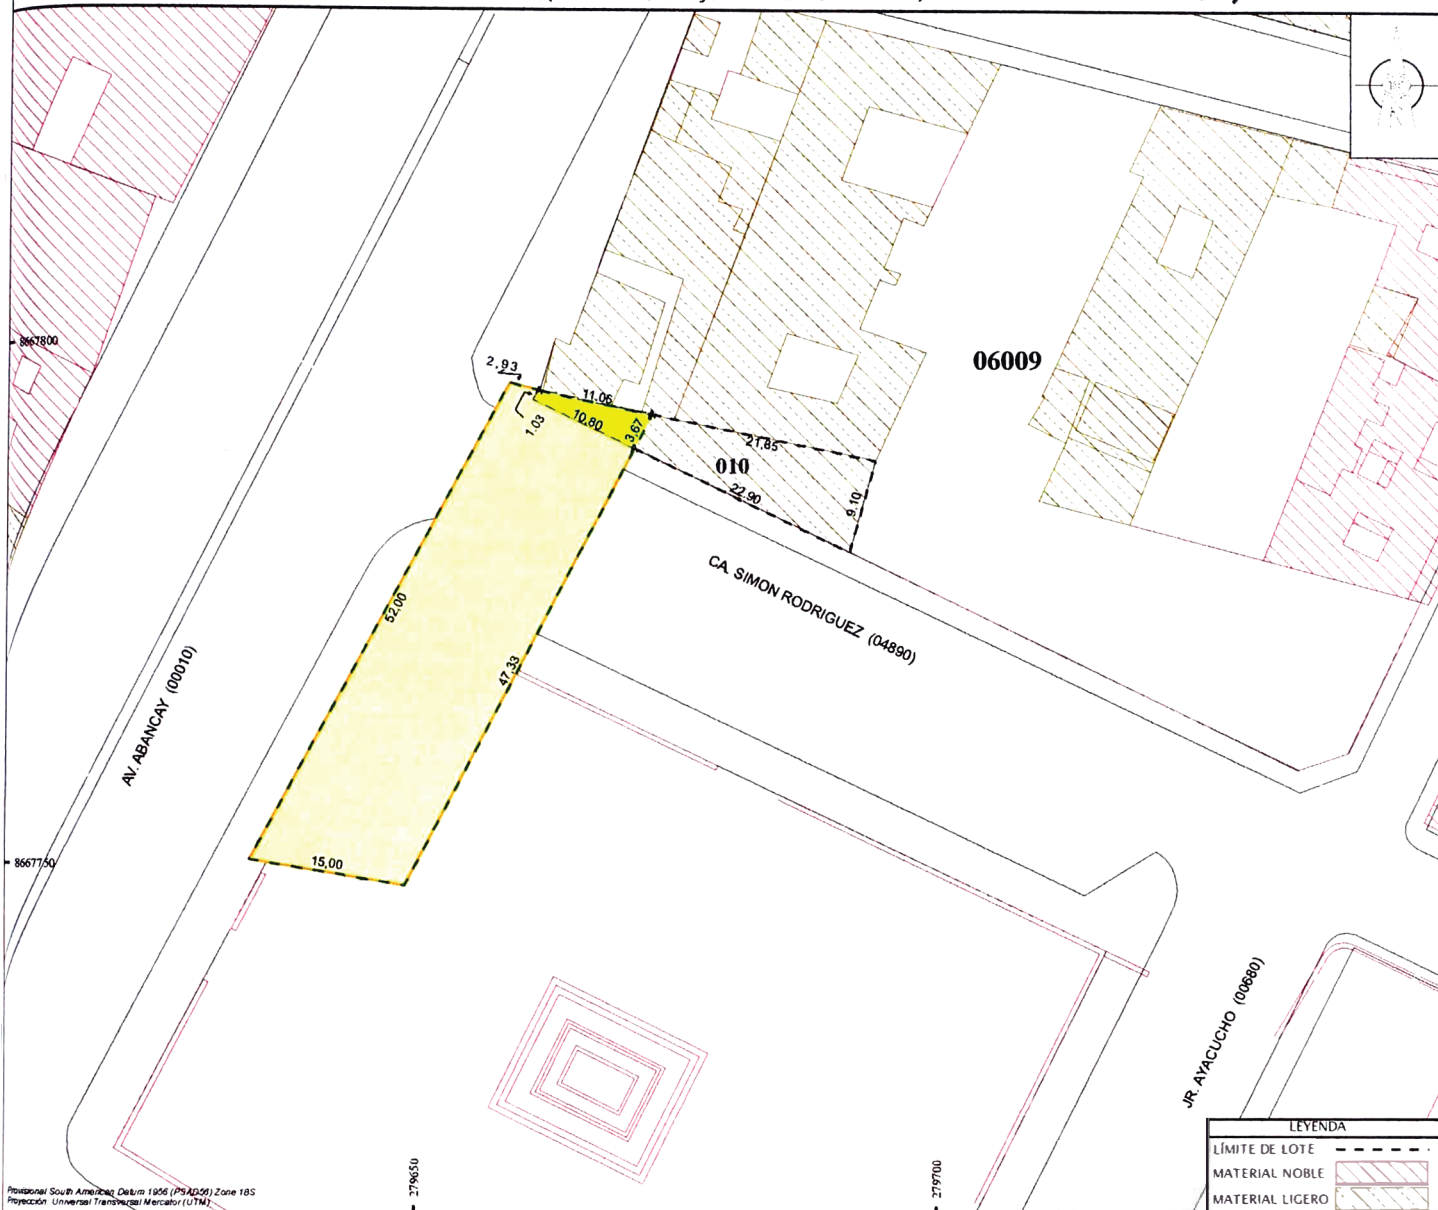 8667800
2.93
11.06
10.80
1.03
3.67
21,85
010
22.90
9.10
06009
CA. SIMON RODRIGUEZ (04890)
52,00
47,33
AV. ABANCAY (00010)
15,00
8667750
JR. AYACUCHO (00680)
279650
279700
LEYENDA
LÍMITE DE LOTE
MATERIAL NOBLE
MATERIAL LIGERO
Provisional South American Datum 1956 (PSAD56) Zone 18S
Proyección Universal Transversal Mercator (UTM)